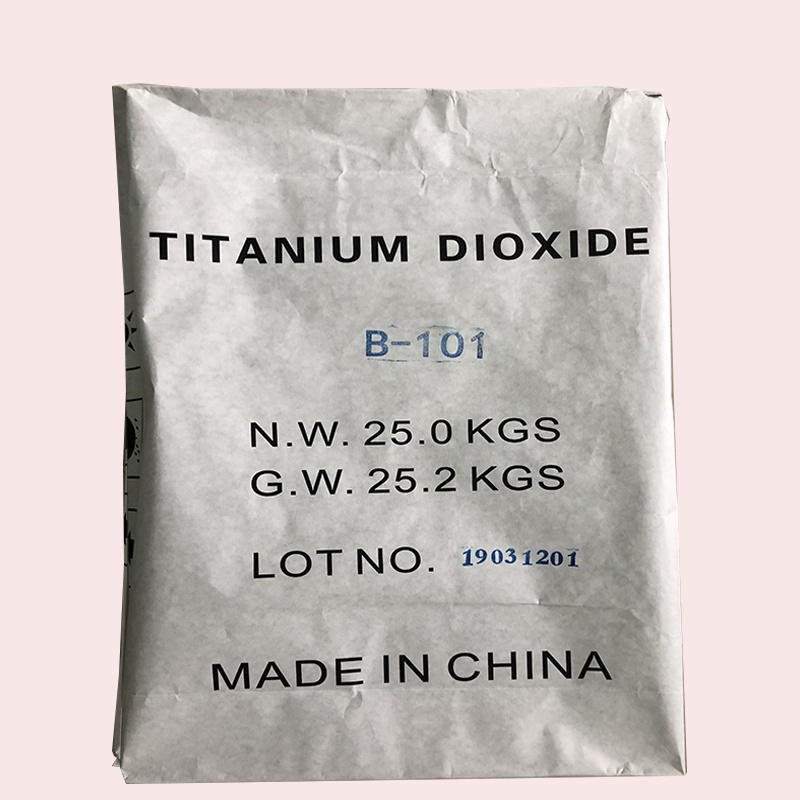 TITANIUM DIOXIDE
B-101
N.W. 25.0 KGS
G.W. 25.2 KGS
LOT NO. 19031201
MADE IN CHINA